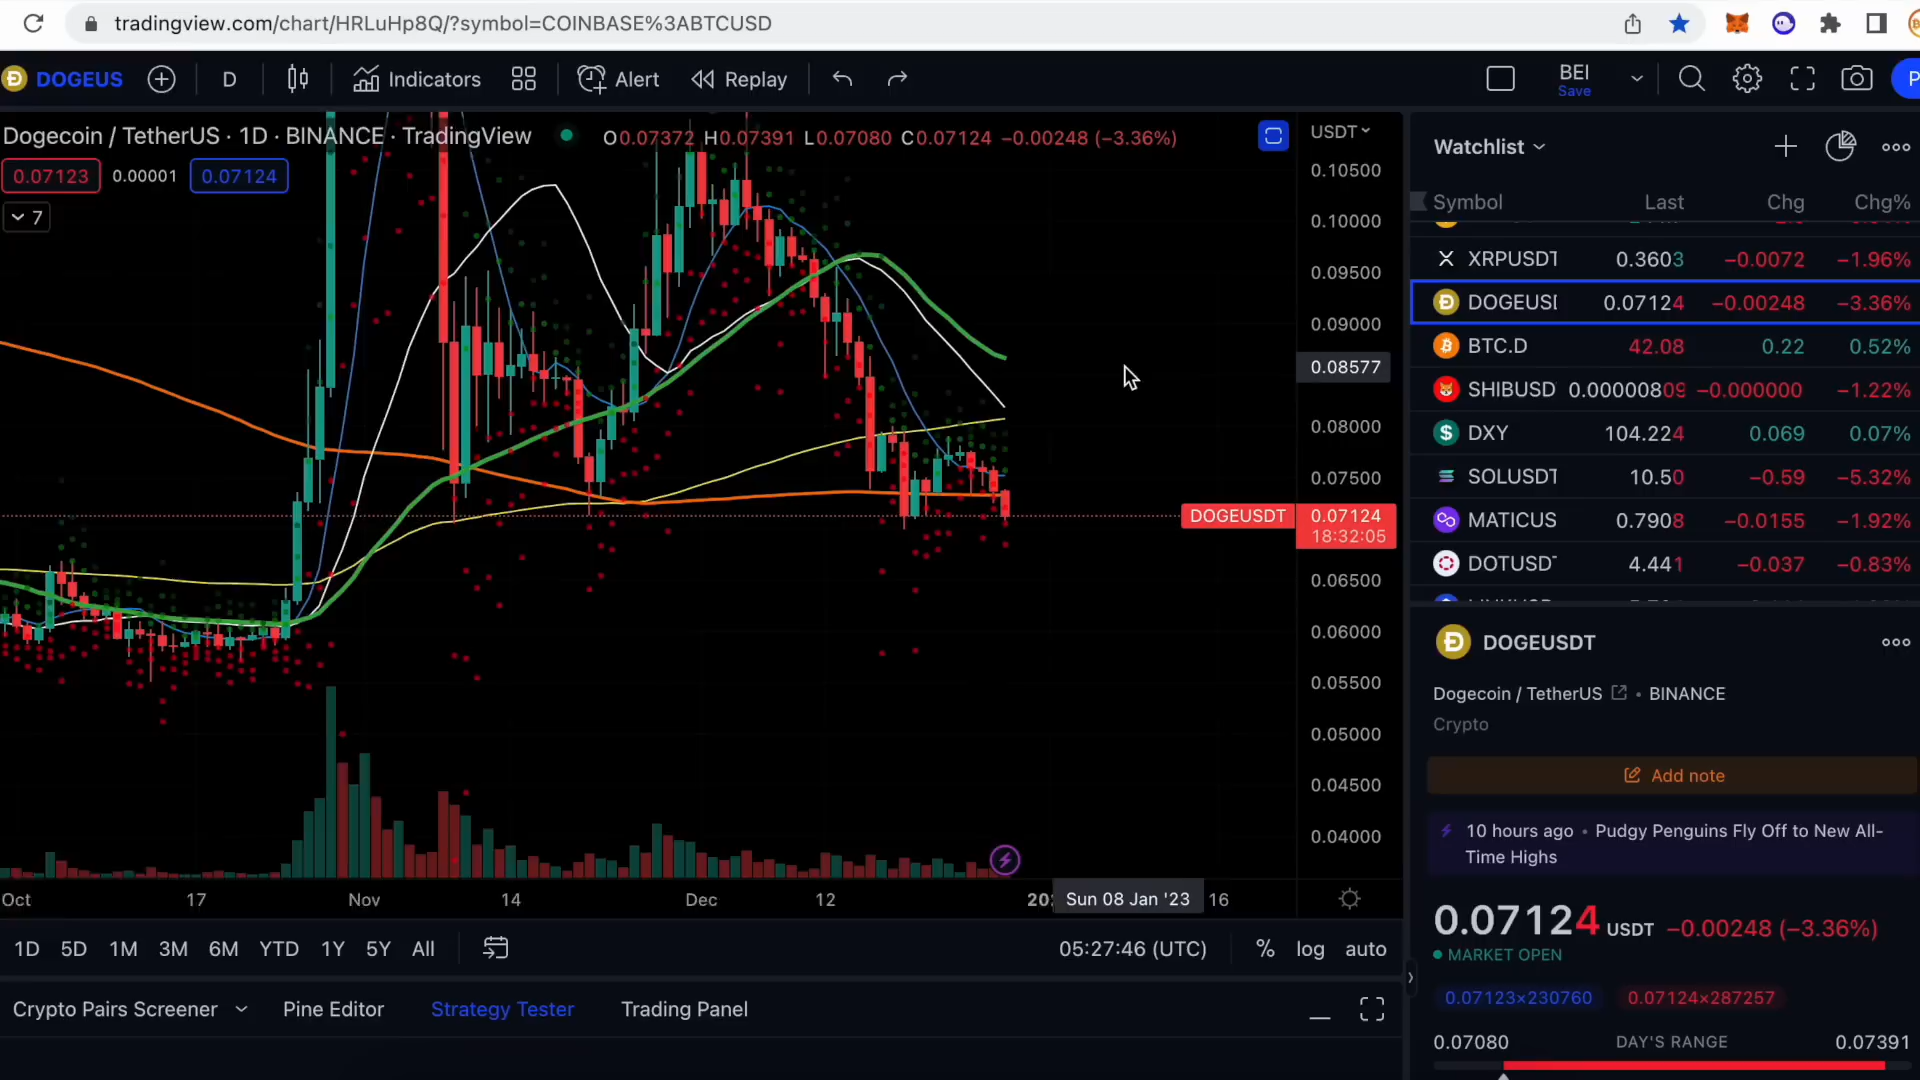 tradingview.com/chart/HRLuHp8Q/?symbol=COINBASE%3ABTCUSD
DOGEUS D Indicators Alert Replay BEI
Save
Dogecoin / TetherUS · 1D · BINANCE · TradingView O0.07372 H0.07391 L0.07080 C0.07124 −0.00248 (−3.36%)
0.07123 0.00001 0.07124
7
USDT
0.10500
0.10000
0.09500
0.09000
0.08577
0.08000
0.07500
DOGEUSDT 0.07124
18:32:05
0.06500
0.06000
0.05500
0.05000
0.04500
0.04000
Oct 17 Nov 14 Dec 12 Sun 08 Jan '23 16
1D 5D 1M 3M 6M YTD 1Y 5Y All 05:27:46 (UTC) % log auto
Crypto Pairs Screener Pine Editor Strategy Tester Trading Panel
Watchlist
Symbol Last Chg Chg%
XRPUSDT 0.3603 −0.0072 −1.96%
DOGEUSD 0.07124 −0.00248 −3.36%
BTC.D 42.08 0.22 0.52%
SHIBUSD 0.00000809 −0.000000 −1.22%
DXY 104.224 0.069 0.07%
SOLUSDT 10.50 −0.59 −5.32%
MATICUS 0.7908 −0.0155 −1.92%
DOTUSDT 4.441 −0.037 −0.83%
DOGEUSDT
Dogecoin / TetherUS • BINANCE
Crypto
Add note
10 hours ago • Pudgy Penguins Fly Off to New All-
Time Highs
0.07124 USDT −0.00248 (−3.36%)
MARKET OPEN
0.07123×230760 0.07124×287257
0.07080 DAY'S RANGE 0.07391